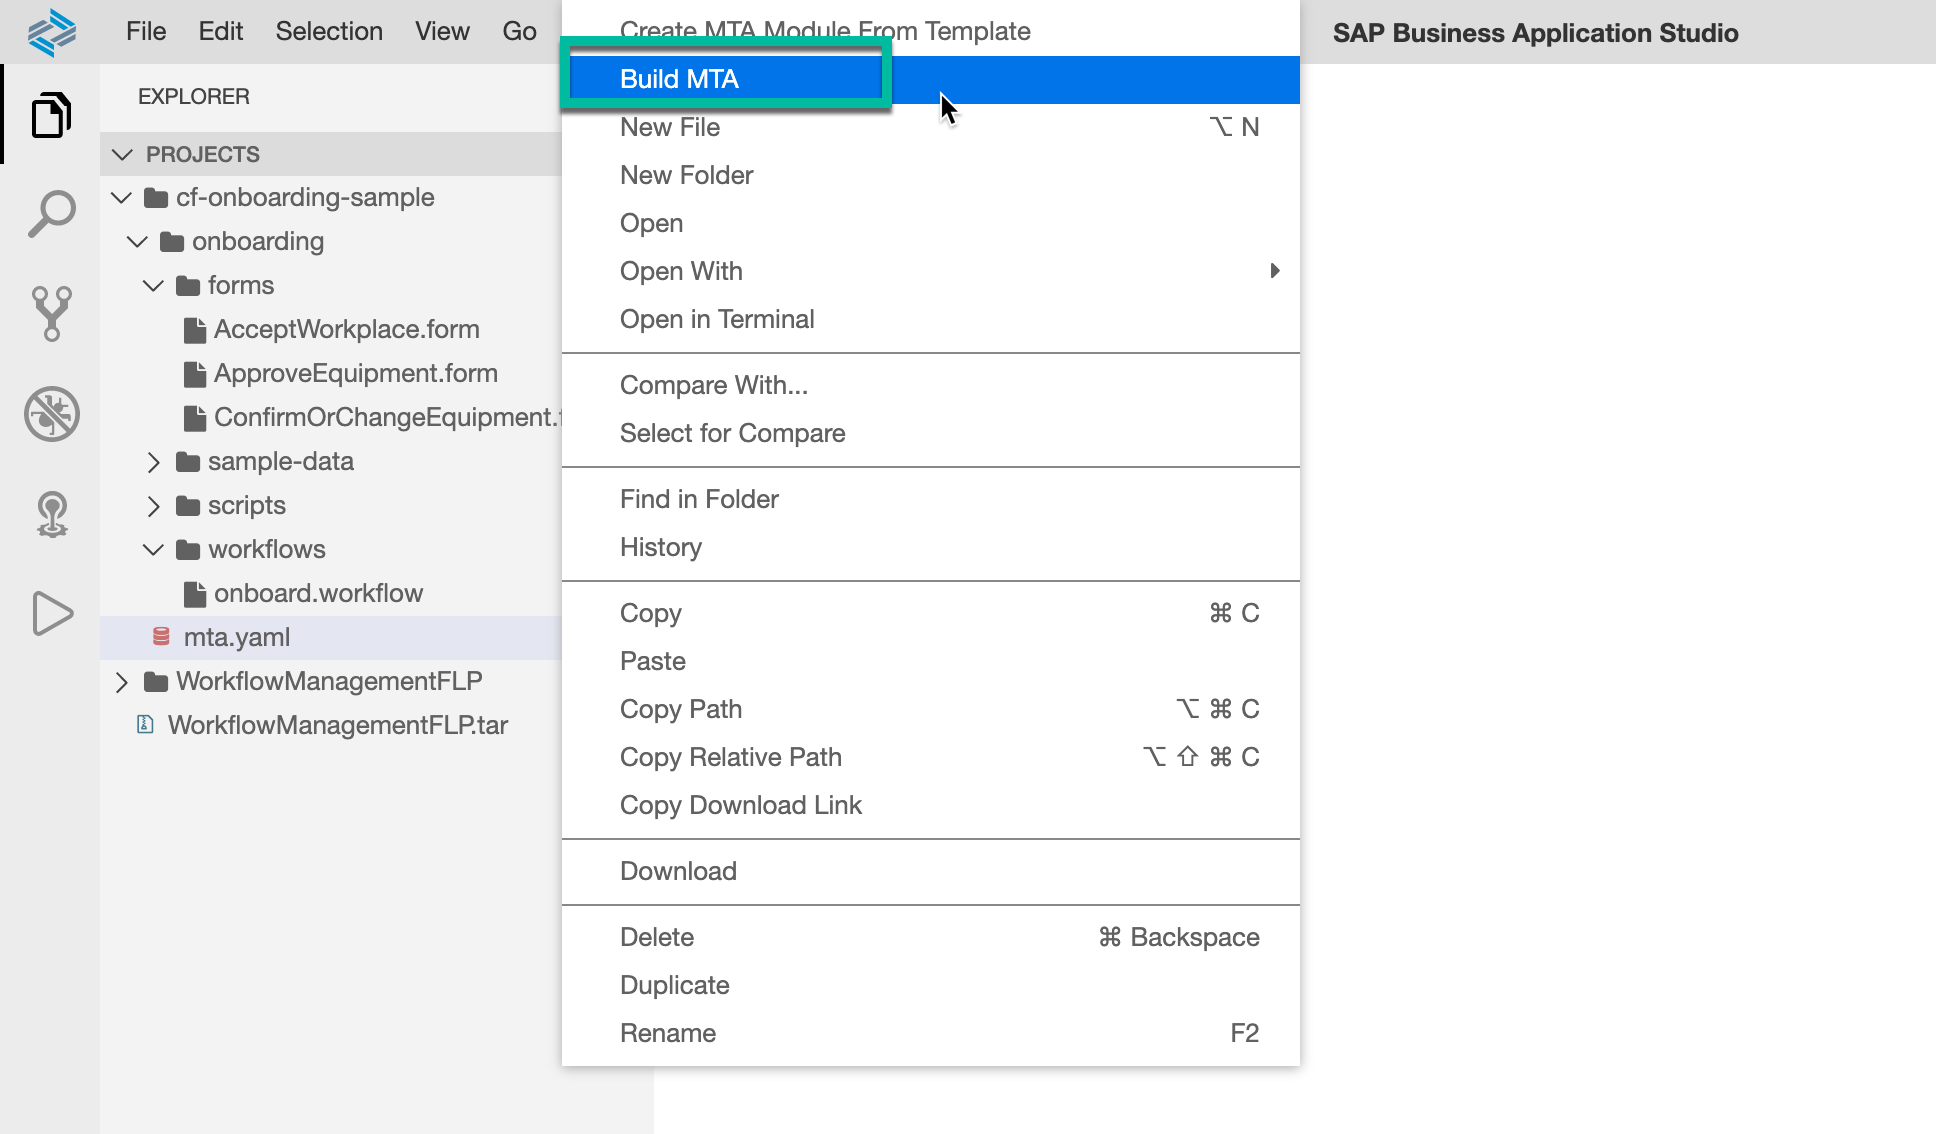 File Edit Selection View Go
SAP Business Application Studio
EXPLORER
PROJECTS
cf-onboarding-sample
onboarding
forms
AcceptWorkplace.form
ApproveEquipment.form
ConfirmOrChangeEquipment.
sample-data
scripts
workflows
onboard.workflow
mta.yaml
WorkflowManagementFLP
WorkflowManagementFLP.tar
Create MTA Module From Template
Build MTA
New File ⌥ N
New Folder
Open
Open With
Open in Terminal
Compare With...
Select for Compare
Find in Folder
History
Copy ⌘ C
Paste
Copy Path ⌥ ⌘ C
Copy Relative Path ⌥ ⇧ ⌘ C
Copy Download Link
Download
Delete ⌘ Backspace
Duplicate
Rename F2